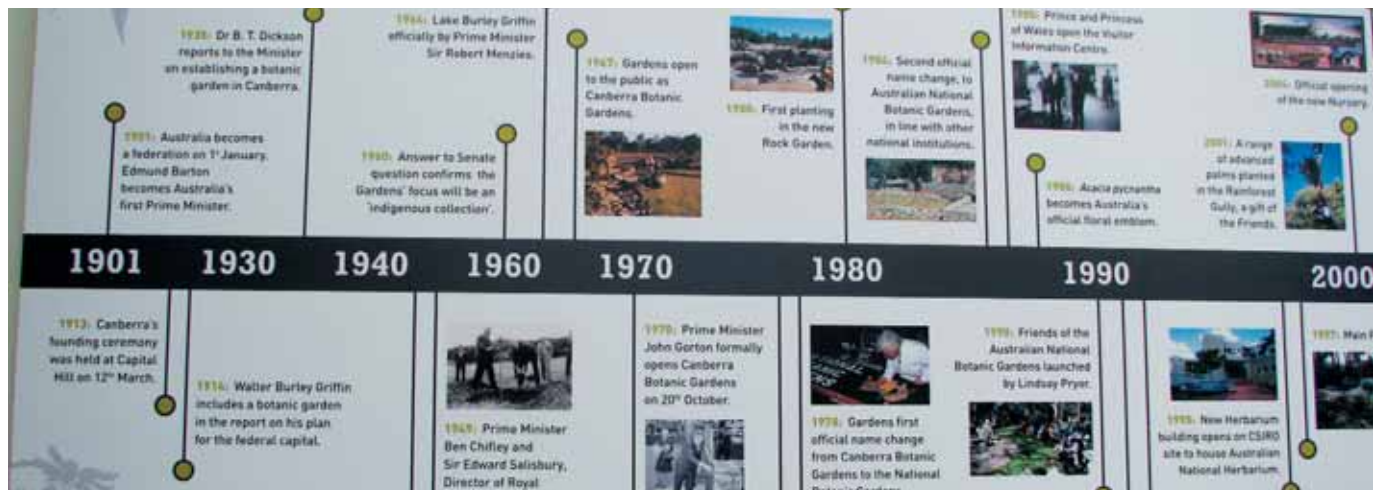 1935: Dr B. T. Dickson
reports to the Minister
on establishing a botanic
garden in Canberra.
1901: Australia becomes
a federation on 1st January.
Edmund Barton
becomes Australia's
first Prime Minister.
1964: Lake Burley Griffin
officially by Prime Minister
Sir Robert Menzies.
1960: Answer to Senate
question confirms the
Gardens' focus will be an
'indigenous collection'.
1967: Gardens open
to the public as
Canberra Botanic
Gardens.
First planting
in the new
Rock Garden.
1984: Second official
name change, to
Australian National
Botanic Gardens,
in line with other
national institutions.
Prince and Princess
of Wales open the Visitor
Information Centre.
1988: Acacia pycnantha
becomes Australia's
official floral emblem.
Official opening
of the new Nursery.
2001: A range
of advanced
palms planted
in the Rainforest
Gully, a gift of
the Friends.
1901 1930 1940 1960 1970 1980 1990 2000
1913: Canberra's
founding ceremony
was held at Capital
Hill on 12th March.
1914: Walter Burley Griffin
includes a botanic garden
in the report on his plan
for the federal capital.
1949: Prime Minister
Ben Chifley and
Sir Edward Salisbury,
Director of Royal
1970: Prime Minister
John Gorton formally
opens Canberra
Botanic Gardens
on 20th October.
1978: Gardens first
official name change
from Canberra Botanic
Gardens to the National
Botanic Gardens
1990: Friends of the
Australian National
Botanic Gardens launched
by Lindsay Pryor.
New Herbarium
building opens on CSIRO
site to house Australian
National Herbarium.
1997: Main